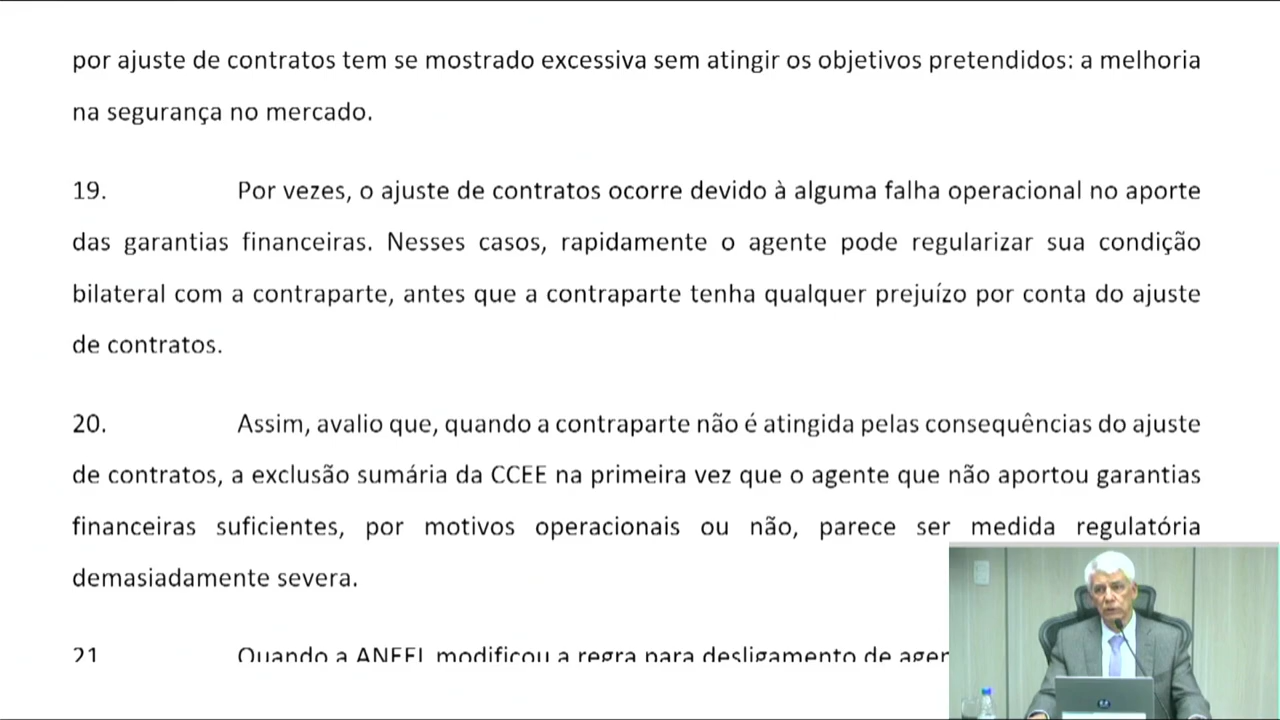 por ajuste de contratos tem se mostrado excessiva sem atingir os objetivos pretendidos: a melhoria
na segurança no mercado.
19. Por vezes, o ajuste de contratos ocorre devido à alguma falha operacional no aporte
das garantias financeiras. Nesses casos, rapidamente o agente pode regularizar sua condição
bilateral com a contraparte, antes que a contraparte tenha qualquer prejuízo por conta do ajuste
de contratos.
20. Assim, avalio que, quando a contraparte não é atingida pelas consequências do ajuste
de contratos, a exclusão sumária da CCEE na primeira vez que o agente que não aportou garantias
financeiras suficientes, por motivos operacionais ou não, parece ser medida regulatória
demasiadamente severa.
21 Quando a ANEEL modificou a regra para desligamento de agen